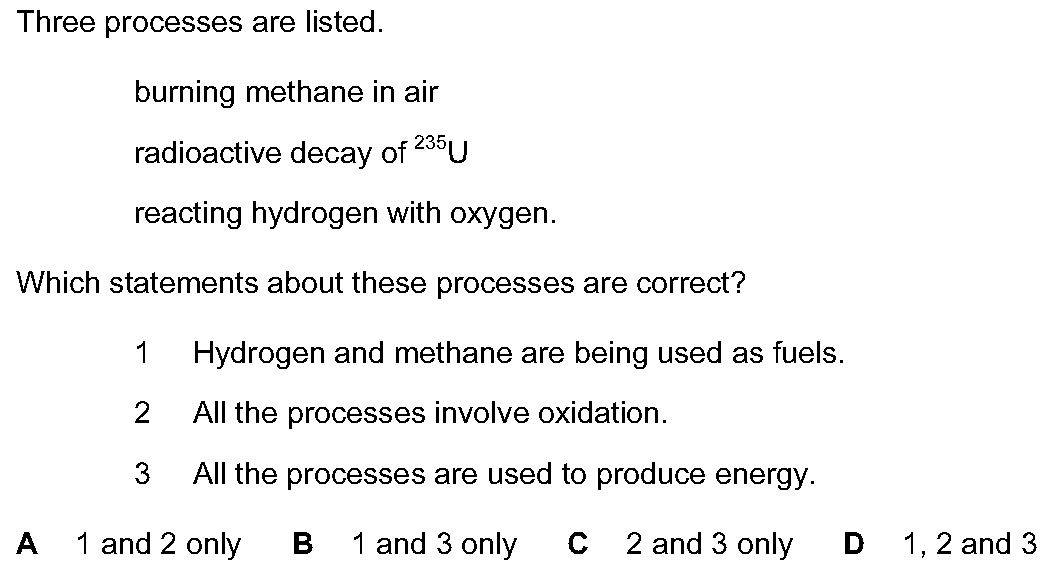 Three processes are listed.
burning methane in air
radioactive decay of ²³⁵U
reacting hydrogen with oxygen.
Which statements about these processes are correct?
1 Hydrogen and methane are being used as fuels.
2 All the processes involve oxidation.
3 All the processes are used to produce energy.
A 1 and 2 only B 1 and 3 only C 2 and 3 only D 1, 2 and 3